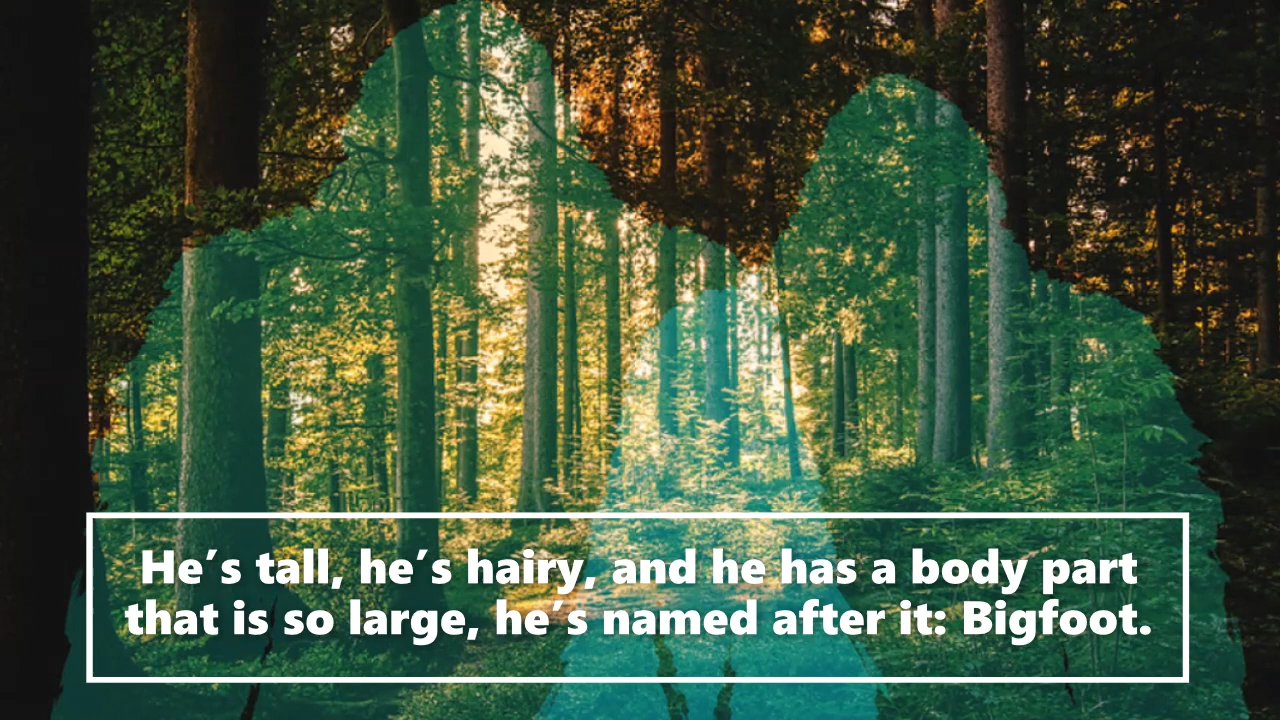 He’s tall, he’s hairy, and he has a body part
that is so large, he’s named after it: Bigfoot.